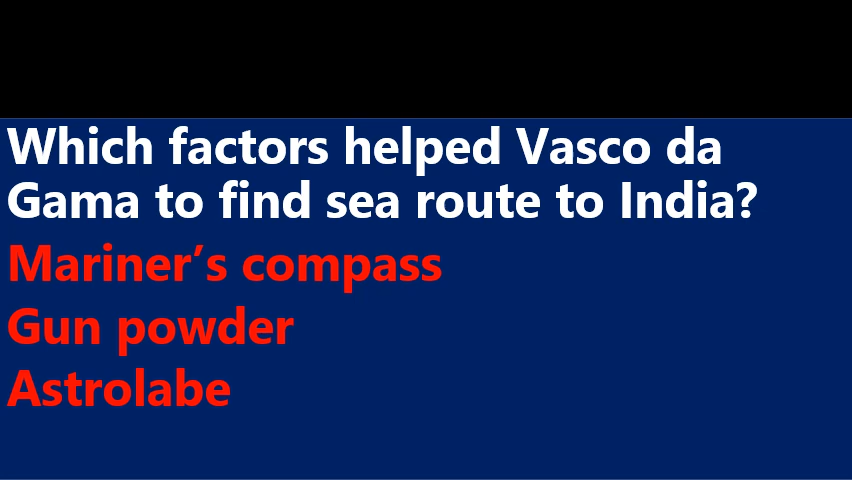 Which factors helped Vasco da
Gama to find sea route to India?
Mariner’s compass
Gun powder
Astrolabe